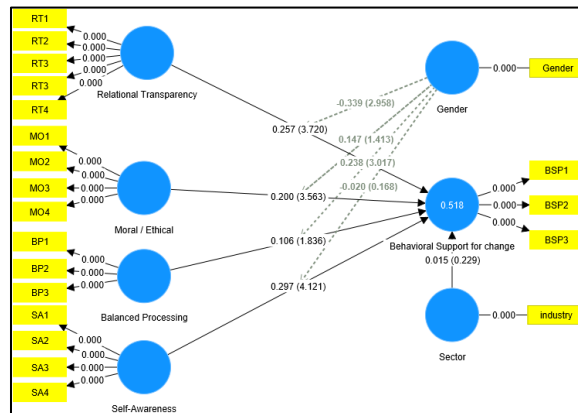 RT1
RT2
RT3
RT3
RT4
0.000
0.000
0.000
0.000
0.000
Relational Transparency
MO1
MO2
MO3
MO4
0.000
0.000
0.000
0.000
Moral / Ethical
BP1
BP2
BP3
0.000
0.000
0.000
Balanced Processing
SA1
SA2
SA3
SA4
0.000
0.000
0.000
0.000
Self-Awareness
0.257 (3.720)
0.200 (3.563)
0.106 (1.836)
0.297 (4.121)
-0.339 (2.958)
0.147 (1.413)
0.238 (3.017)
-0.020 (0.168)
Gender
0.000
Gender
0.518
Behavioral Support for change
0.015 (0.229)
0.000
0.000
0.000
BSP1
BSP2
BSP3
Sector
0.000
industry